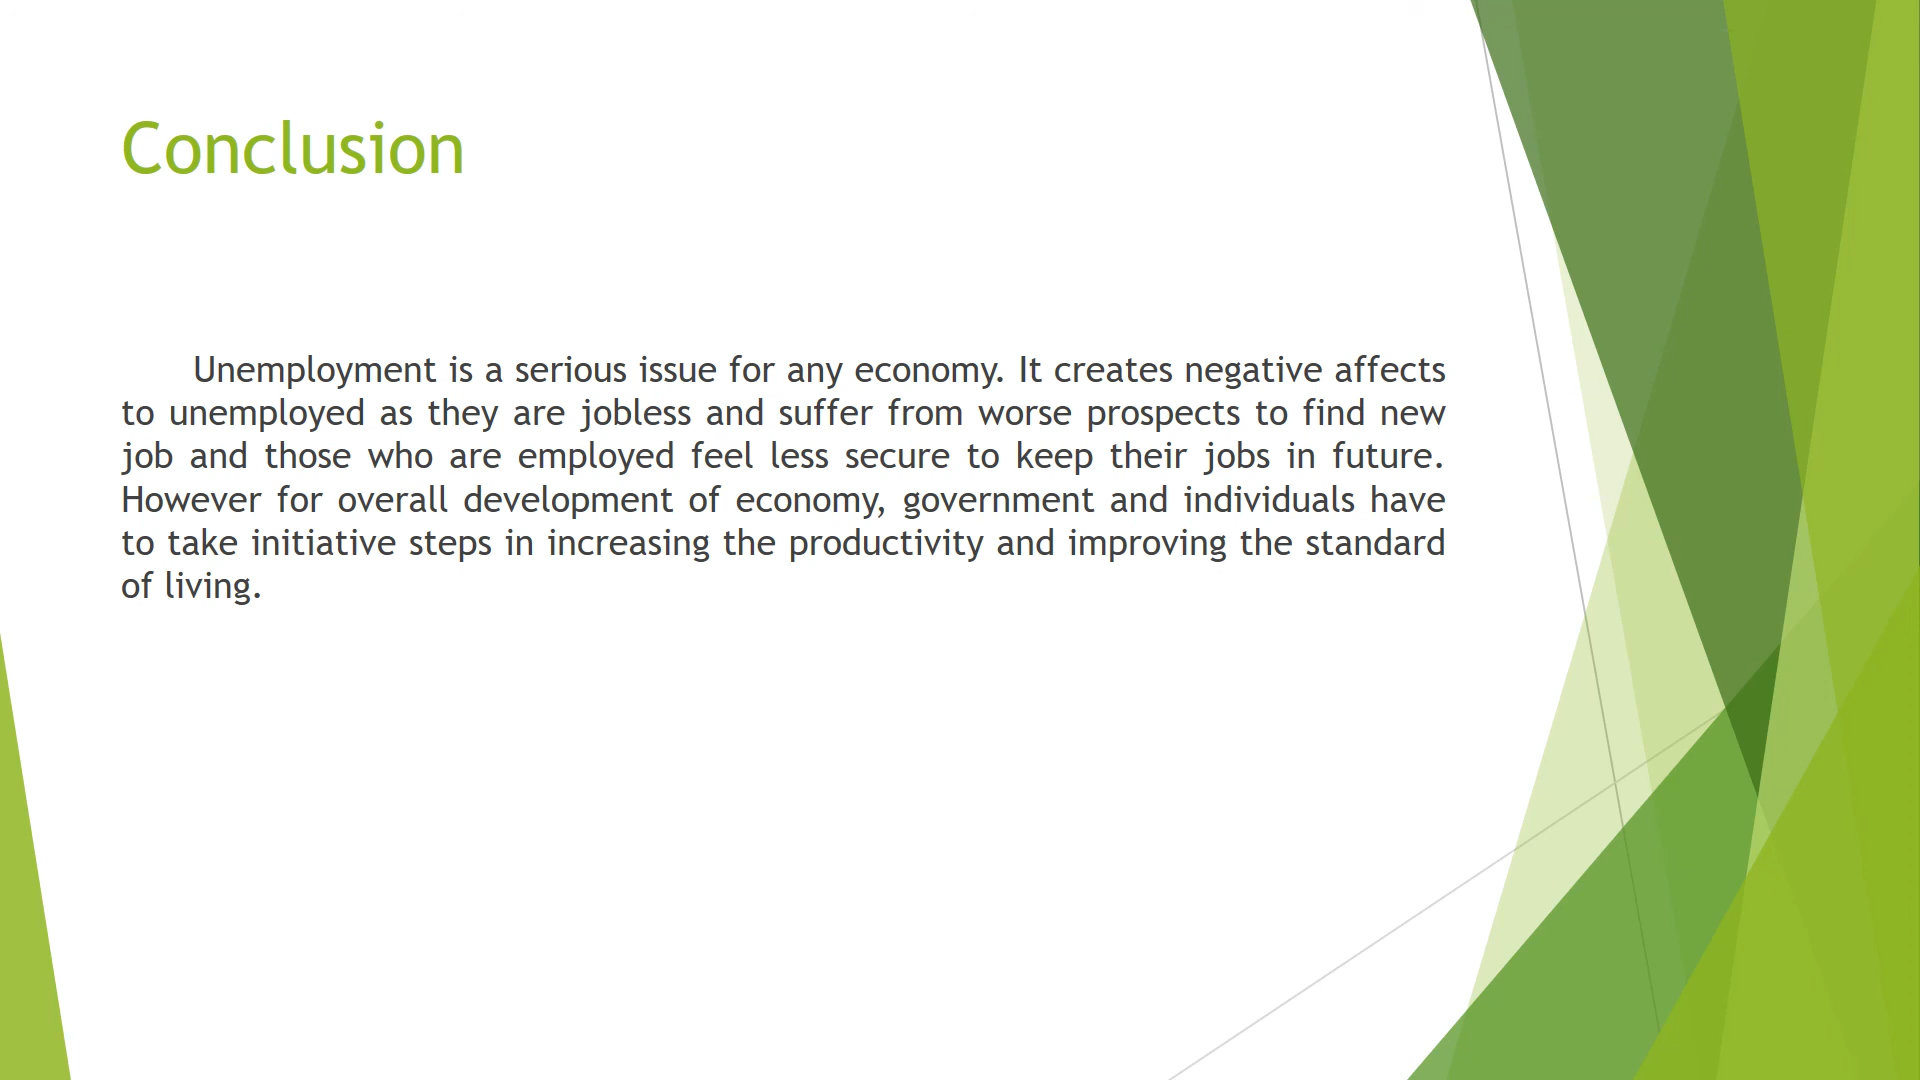 Conclusion
Unemployment is a serious issue for any economy. It creates negative affects
to unemployed as they are jobless and suffer from worse prospects to find new
job and those who are employed feel less secure to keep their jobs in future.
However for overall development of economy, government and individuals have
to take initiative steps in increasing the productivity and improving the standard
of living.